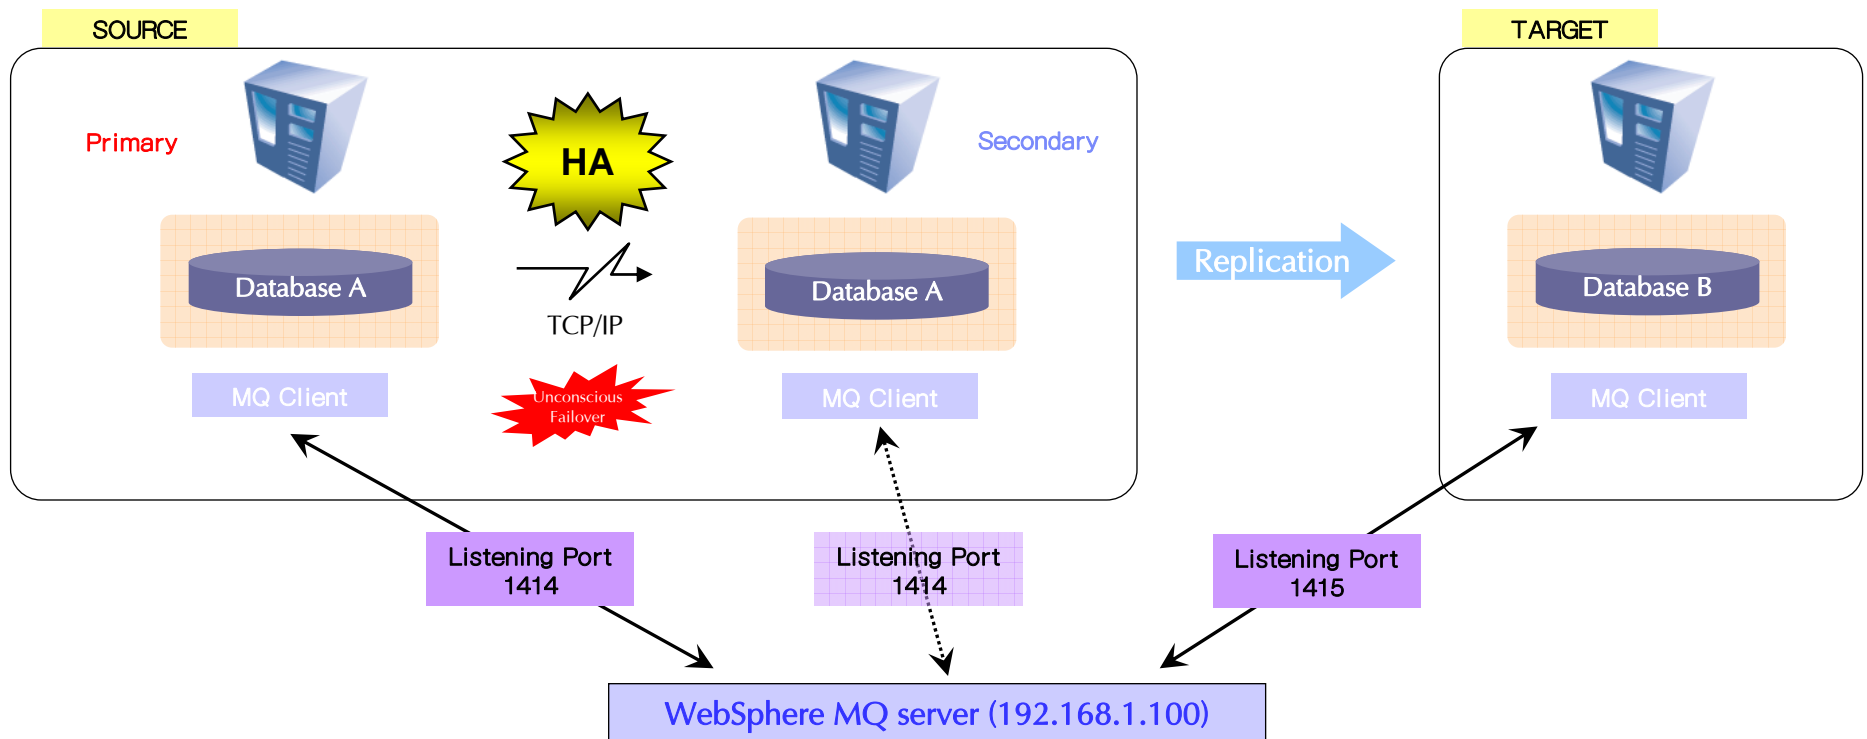 SOURCE
TARGET
Primary
HA
Secondary
Replication
Database A
Database A
Database B
TCP/IP
MQ Client
Unconscious
Failover
MQ Client
MQ Client
Listening Port
1414
Listening Port
1414
Listening Port
1415
WebSphere MQ server (192.168.1.100)